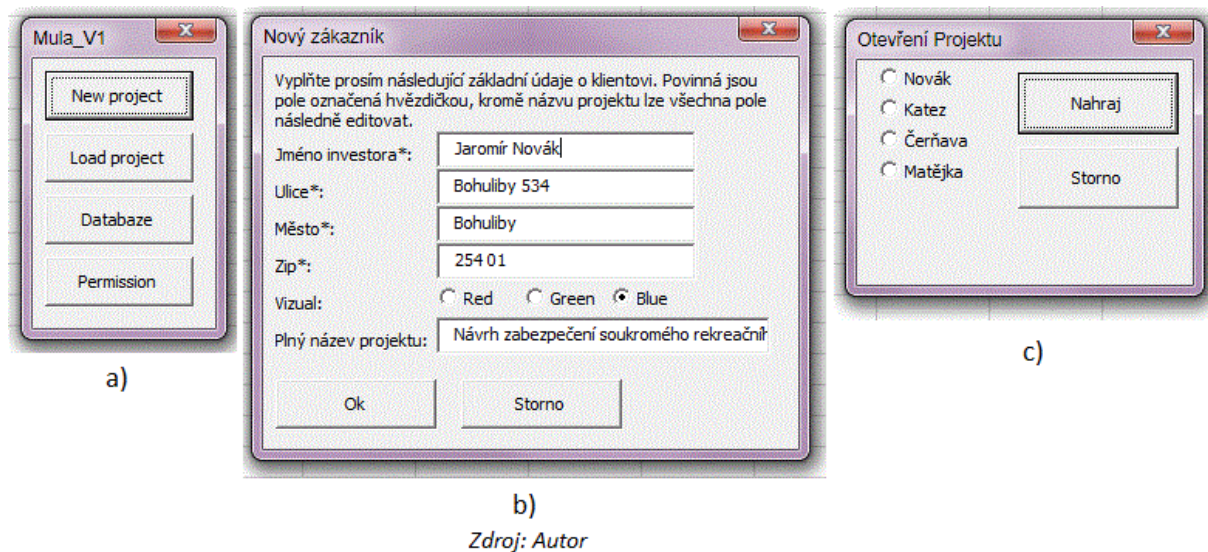 Mula_V1
New project
Load project
Databaze
Permission
a)
Nový zákazník
Vyplňte prosím následující základní údaje o klientovi. Povinná jsou
pole označená hvězdičkou, kromě názvu projektu lze všechna pole
následně editovat.
Jméno investora*: Jaromír Novák
Ulice*: Bohuliby 534
Město*: Bohuliby
Zip*: 254 01
Vizual: Red Green Blue
Plný název projektu: Návrh zabezpečení soukromého rekreační
Ok Storno
b)
Otevření Projektu
Novák
Katez
Čerňava
Matějka
Nahraj
Storno
c)
Zdroj: Autor